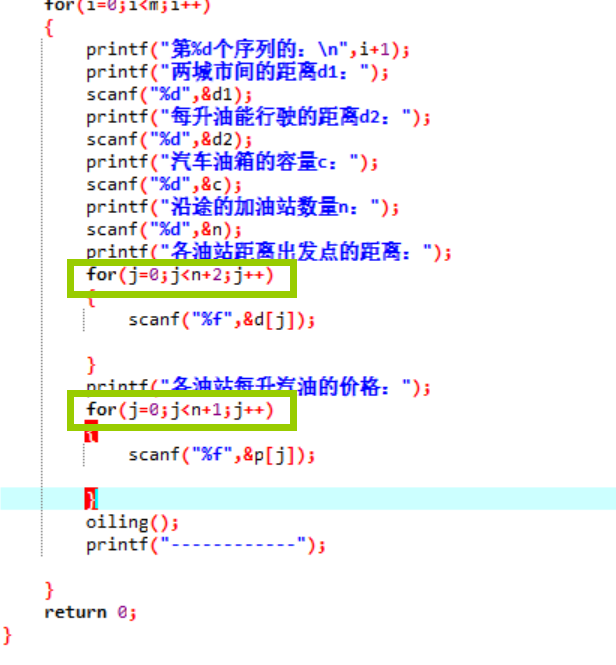 for(i=0;i<m;i++)
{
printf("第%d个序列的：\n",i+1);
printf("两城市间的距离d1：");
scanf("%d",&d1);
printf("每升油能行驶的距离d2：");
scanf("%d",&d2);
printf("汽车油箱的容量c：");
scanf("%d",&c);
printf("沿途的加油站数量n：");
scanf("%d",&n);
printf("各油站距离出发点的距离：");
for(j=0;j<n+2;j++)
{
scanf("%f",&d[j]);
}
printf("各油站每升汽油的价格：");
for(j=0;j<n+1;j++)
{
scanf("%f",&p[j]);
}
oiling();
printf("------------");
}
return 0;
}